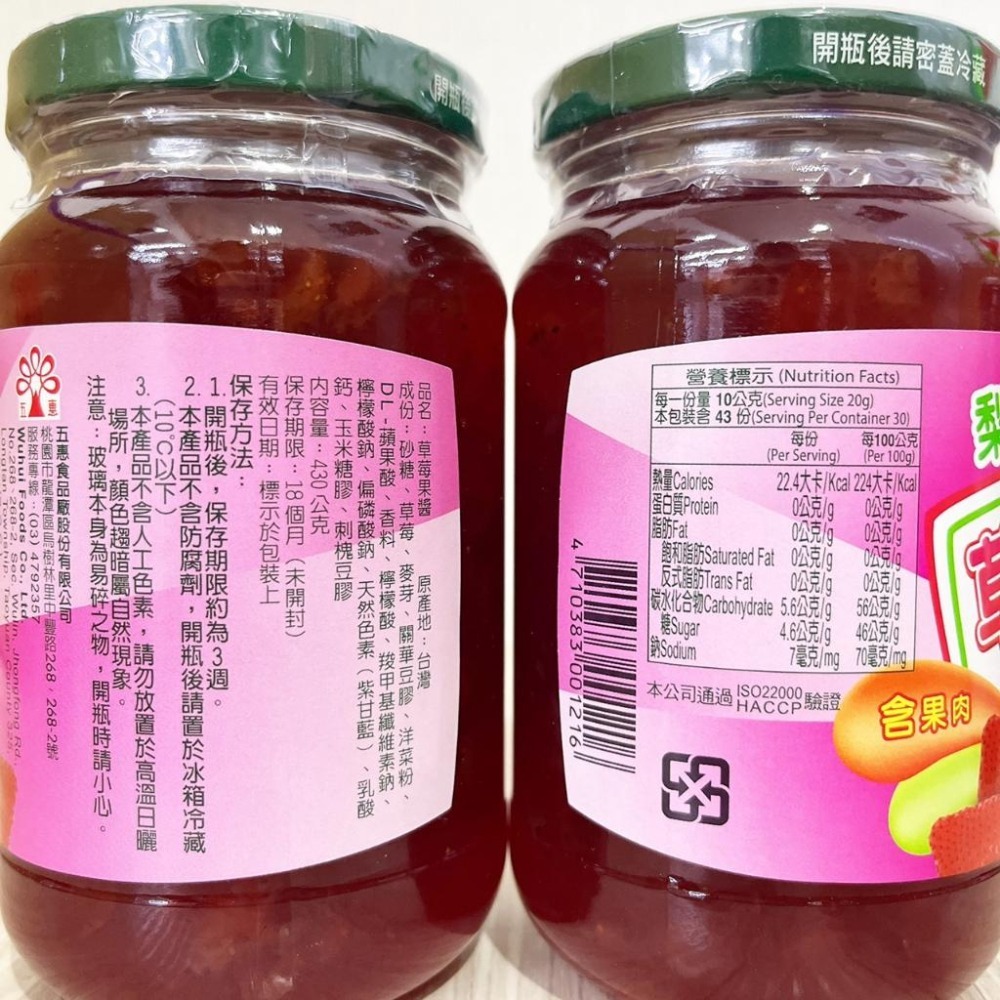 開瓶後
品名：草莓果醬　原產地：台灣
成份：砂糖、草莓、麥芽、關華豆膠、洋菜粉、
DL-蘋果酸、香料、檸檬酸、羧甲基纖維素鈉、
檸檬酸鈉、偏磷酸鈉、天然色素（紫甘藍）、乳酸
鈣、玉米糖膠、刺槐豆膠
內容量：430公克
保存期限：18個月（未開封）
有效日期：標示於包裝上
保存方法：
1. 開瓶後，保存期限約為3週。
2. 本產品不含防腐劑，開瓶後請置於冰箱冷藏
（10℃以下）
3. 本產品不含人工色素，請勿放置於高溫日曬
場所，顏色趨暗屬自然現象。
注意：玻璃本身為易碎之物，開瓶時請小心。
五惠
五惠食品廠股份有限公司
桃園市龍潭區烏樹林里中豐路268、268-2號
服務專線：(03) 4792357
Wuhui Foods Co., Ltd.
No.268、268-2, Sec. Wulin, Jhongfong Rd.,
Longtan Township, Taoyuan County 325,
開瓶後請密蓋冷藏
營養標示 (Nutrition Facts)
每一份量 10公克(Serving Size 20g)
本包裝含 43 份(Serving Per Container 30)
每份 每100公克
(Per Serving) (Per 100g)
熱量Calories 22.4大卡/Kcal 224大卡/Kcal
蛋白質Protein 0公克/g 0公克/g
脂肪Fat 0公克/g 0公克/g
飽和脂肪Saturated Fat 0公克/g 0公克/g
反式脂肪Trans Fat 0公克/g 0公克/g
碳水化合物Carbohydrate 5.6公克/g 56公克/g
糖Sugar 4.6公克/g 46公克/g
鈉Sodium 7毫克/mg 70毫克/mg
本公司通過 ISO22000 HACCP 驗證
4 710383 001216
梨
草
含果肉